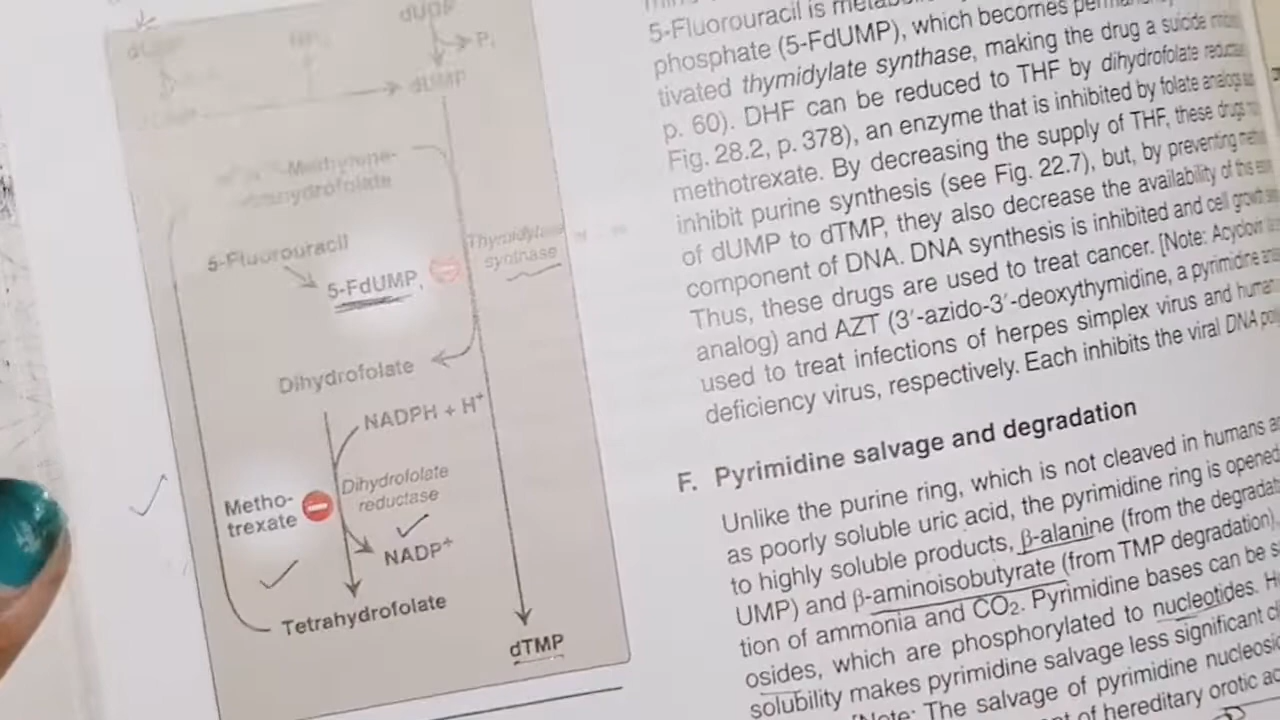 dUDP
Pi
dUMP
Methylene-
tetrahydrofolate
5-Fluorouracil
5-FdUMP,
Thymidylate
synthase
Dihydrofolate
NADPH + H+
Dihydrofolate
reductase
Metho-
trexate
NADP+
Tetrahydrofolate
dTMP
5-Fluorouracil is
phosphate (5-FdUMP), which becomes
tivated thymidylate synthase, making the drug a suicide
p. 60). DHF can be reduced to THF by dihydrofolate
Fig. 28.2, p. 378), an enzyme that is inhibited by folate analogs
methotrexate. By decreasing the supply of THF, these drugs
inhibit purine synthesis (see Fig. 22.7), but, by preventing
of dUMP to dTMP, they also decrease the availability of this
component of DNA. DNA synthesis is inhibited and cell growth
Thus, these drugs are used to treat cancer. [Note: Acyclovir
analog) and AZT (3′-azido-3′-deoxythymidine, a pyrimidine
used to treat infections of herpes simplex virus and human
deficiency virus, respectively. Each inhibits the viral DNA
F. Pyrimidine salvage and degradation
Unlike the purine ring, which is not cleaved in humans
as poorly soluble uric acid, the pyrimidine ring is opened
to highly soluble products, β-alanine (from the
UMP) and β-aminoisobutyrate (from TMP degradation)
tion of ammonia and CO2. Pyrimidine bases can be
osides, which are phosphorylated to nucleotides.
solubility makes pyrimidine salvage less significant
[Note: The salvage of pyrimidine
of hereditary orotic